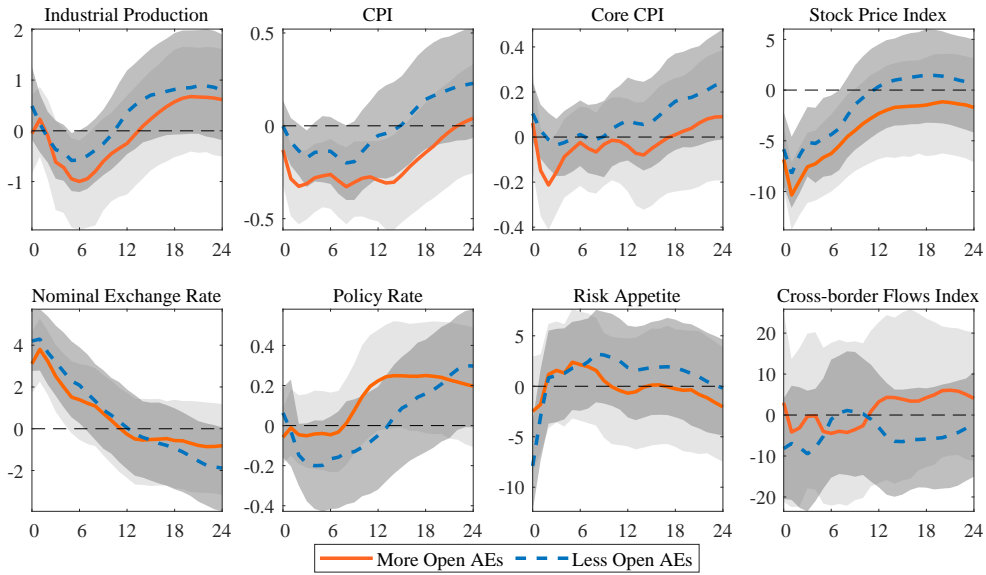 Industrial Production
2
1
0
-1
0 6 12 18 24
CPI
0.5
0
-0.5
0 6 12 18 24
Core CPI
0.4
0.2
0
-0.2
-0.4
0 6 12 18 24
Stock Price Index
5
0
-5
-10
0 6 12 18 24
Nominal Exchange Rate
4
2
0
-2
0 6 12 18 24
Policy Rate
0.4
0.2
0
-0.2
-0.4
0 6 12 18 24
Risk Appetite
5
0
-5
-10
0 6 12 18 24
Cross-border Flows Index
20
10
0
-10
-20
0 6 12 18 24
More Open AEs
Less Open AEs